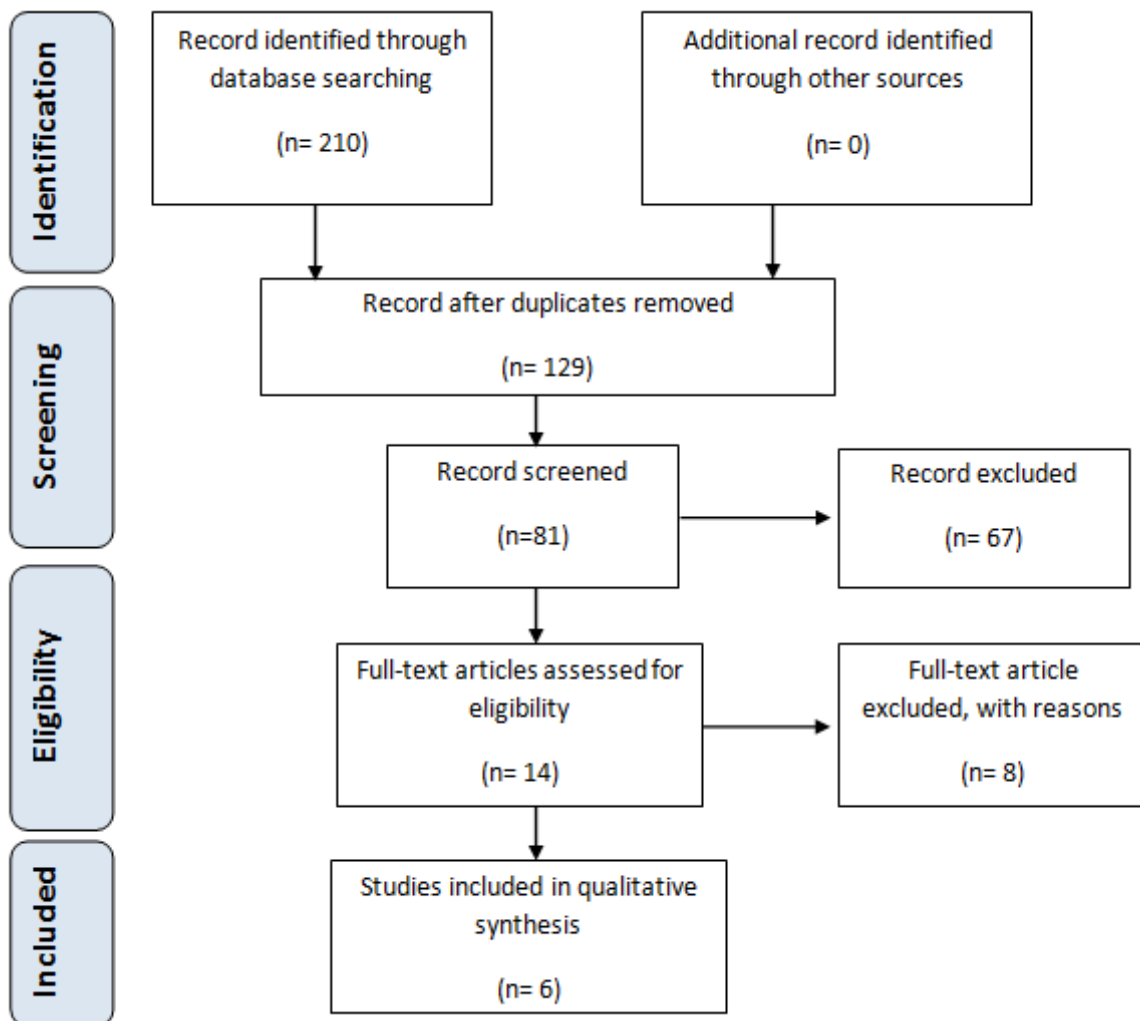 Identification
Record identified through
database searching
(n= 210)
Additional record identified
through other sources
(n= 0)
Screening
Record after duplicates removed
(n= 129)
Record screened
(n=81)
Record excluded
(n= 67)
Eligibility
Full-text articles assessed for
eligibility
(n= 14)
Full-text article
excluded, with reasons
(n= 8)
Included
Studies included in qualitative
synthesis
(n= 6)